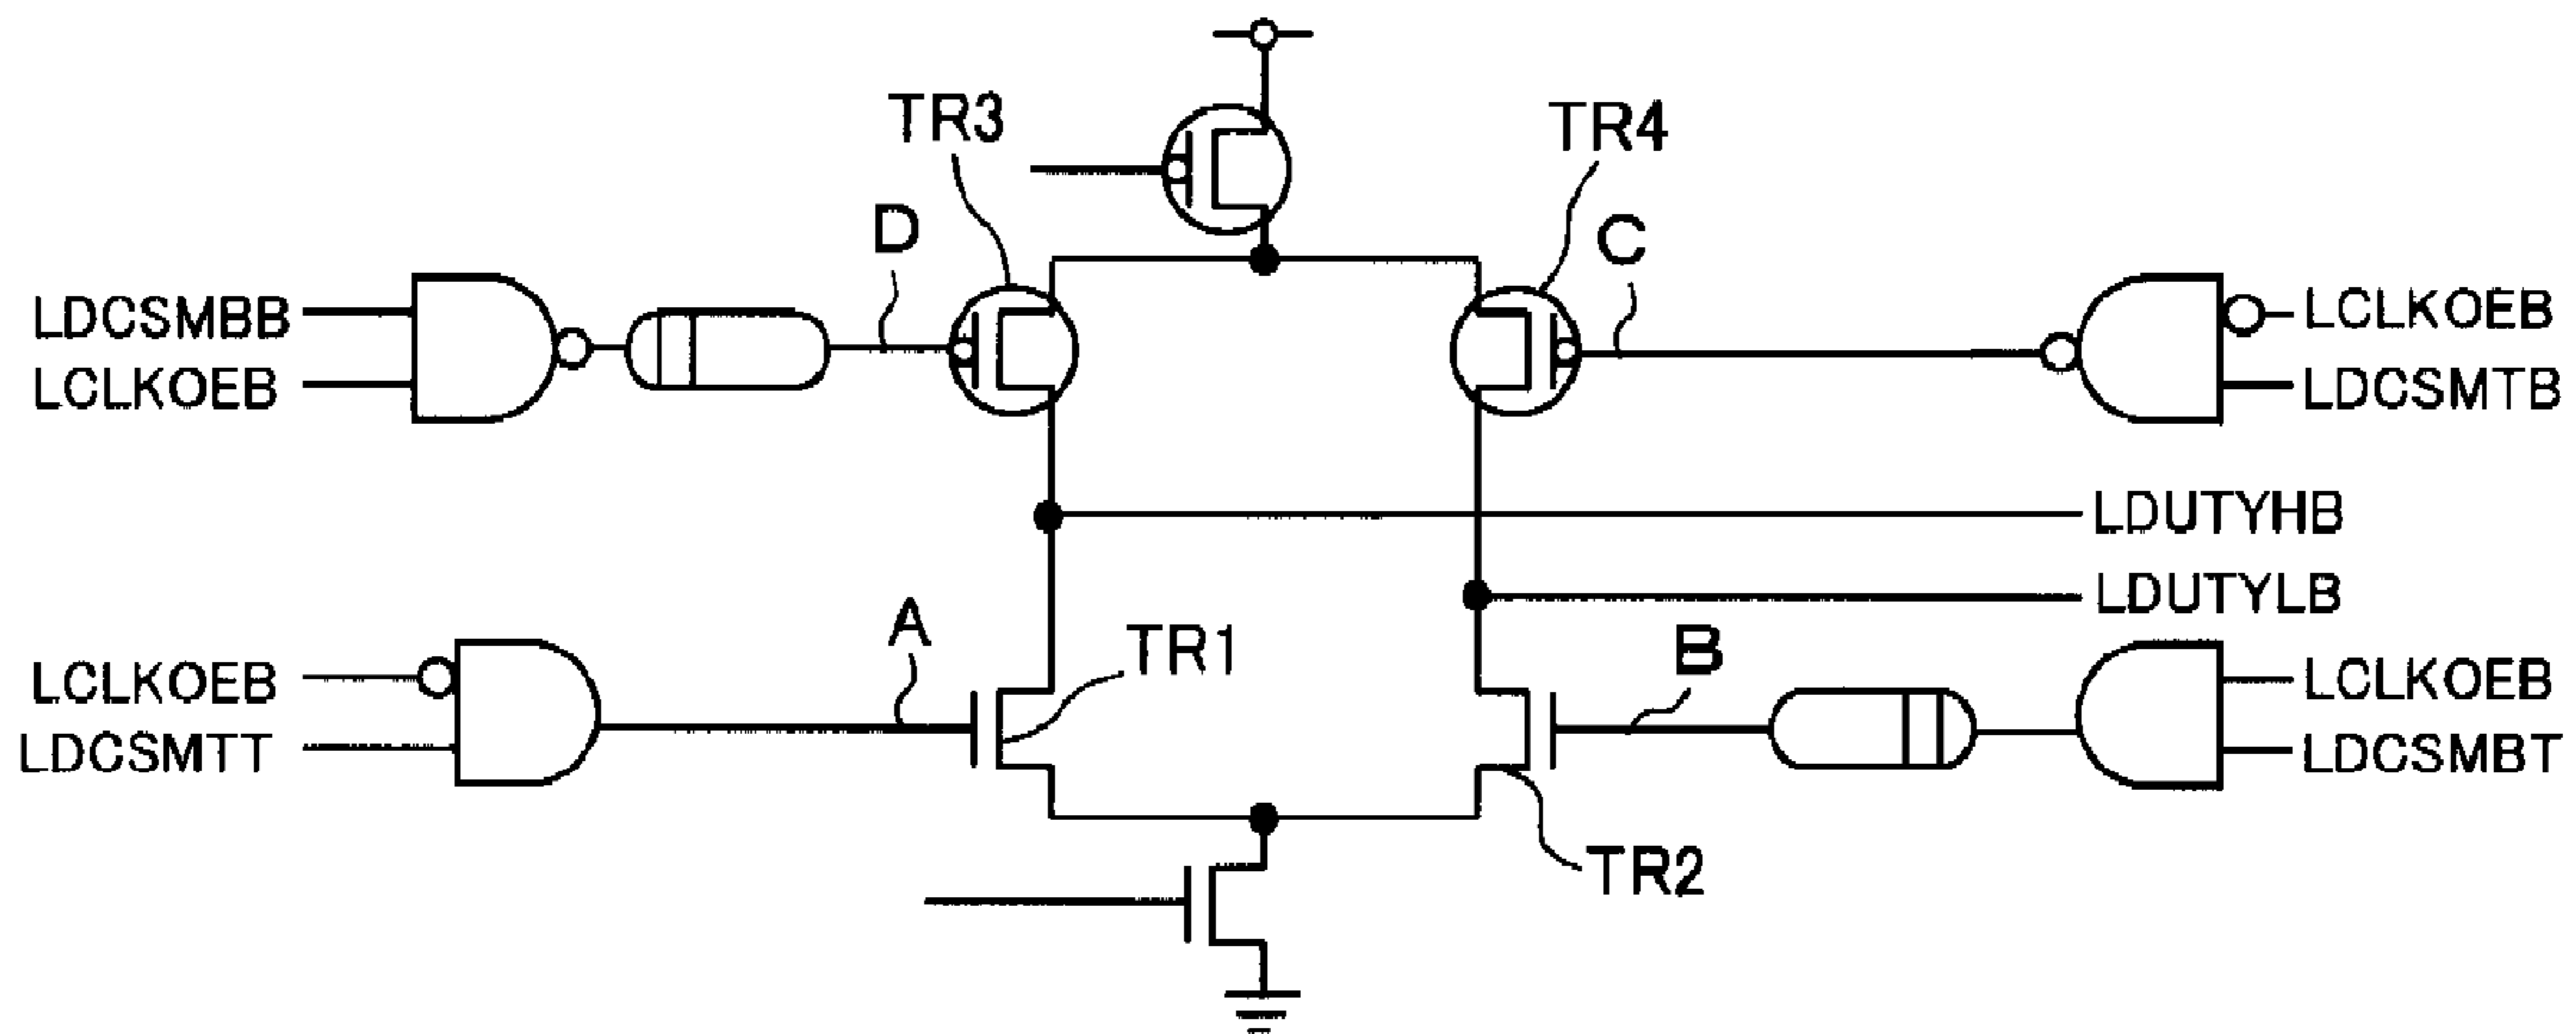 TR3
TR4
D
C
LDCSMBB
LCLKOEB
LCLKOEB
LDCSMTB
LDUTYHB
LDUTYLB
A
TR1
B
LCLKOEB
LDCSMTT
LCLKOEB
LDCSMBT
TR2